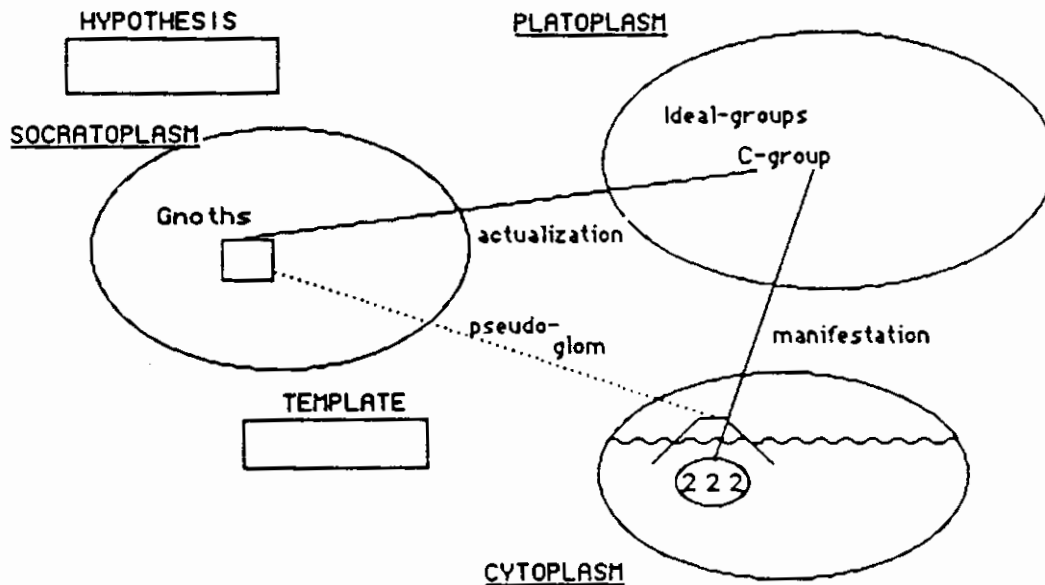 HYPOTHESIS
PLATOPLASM
SOCRATOPLASM
Ideal-groups
C-group
Gnoths
actualization
pseudo-
glom
manifestation
TEMPLATE
2 2 2
CYTOPLASM